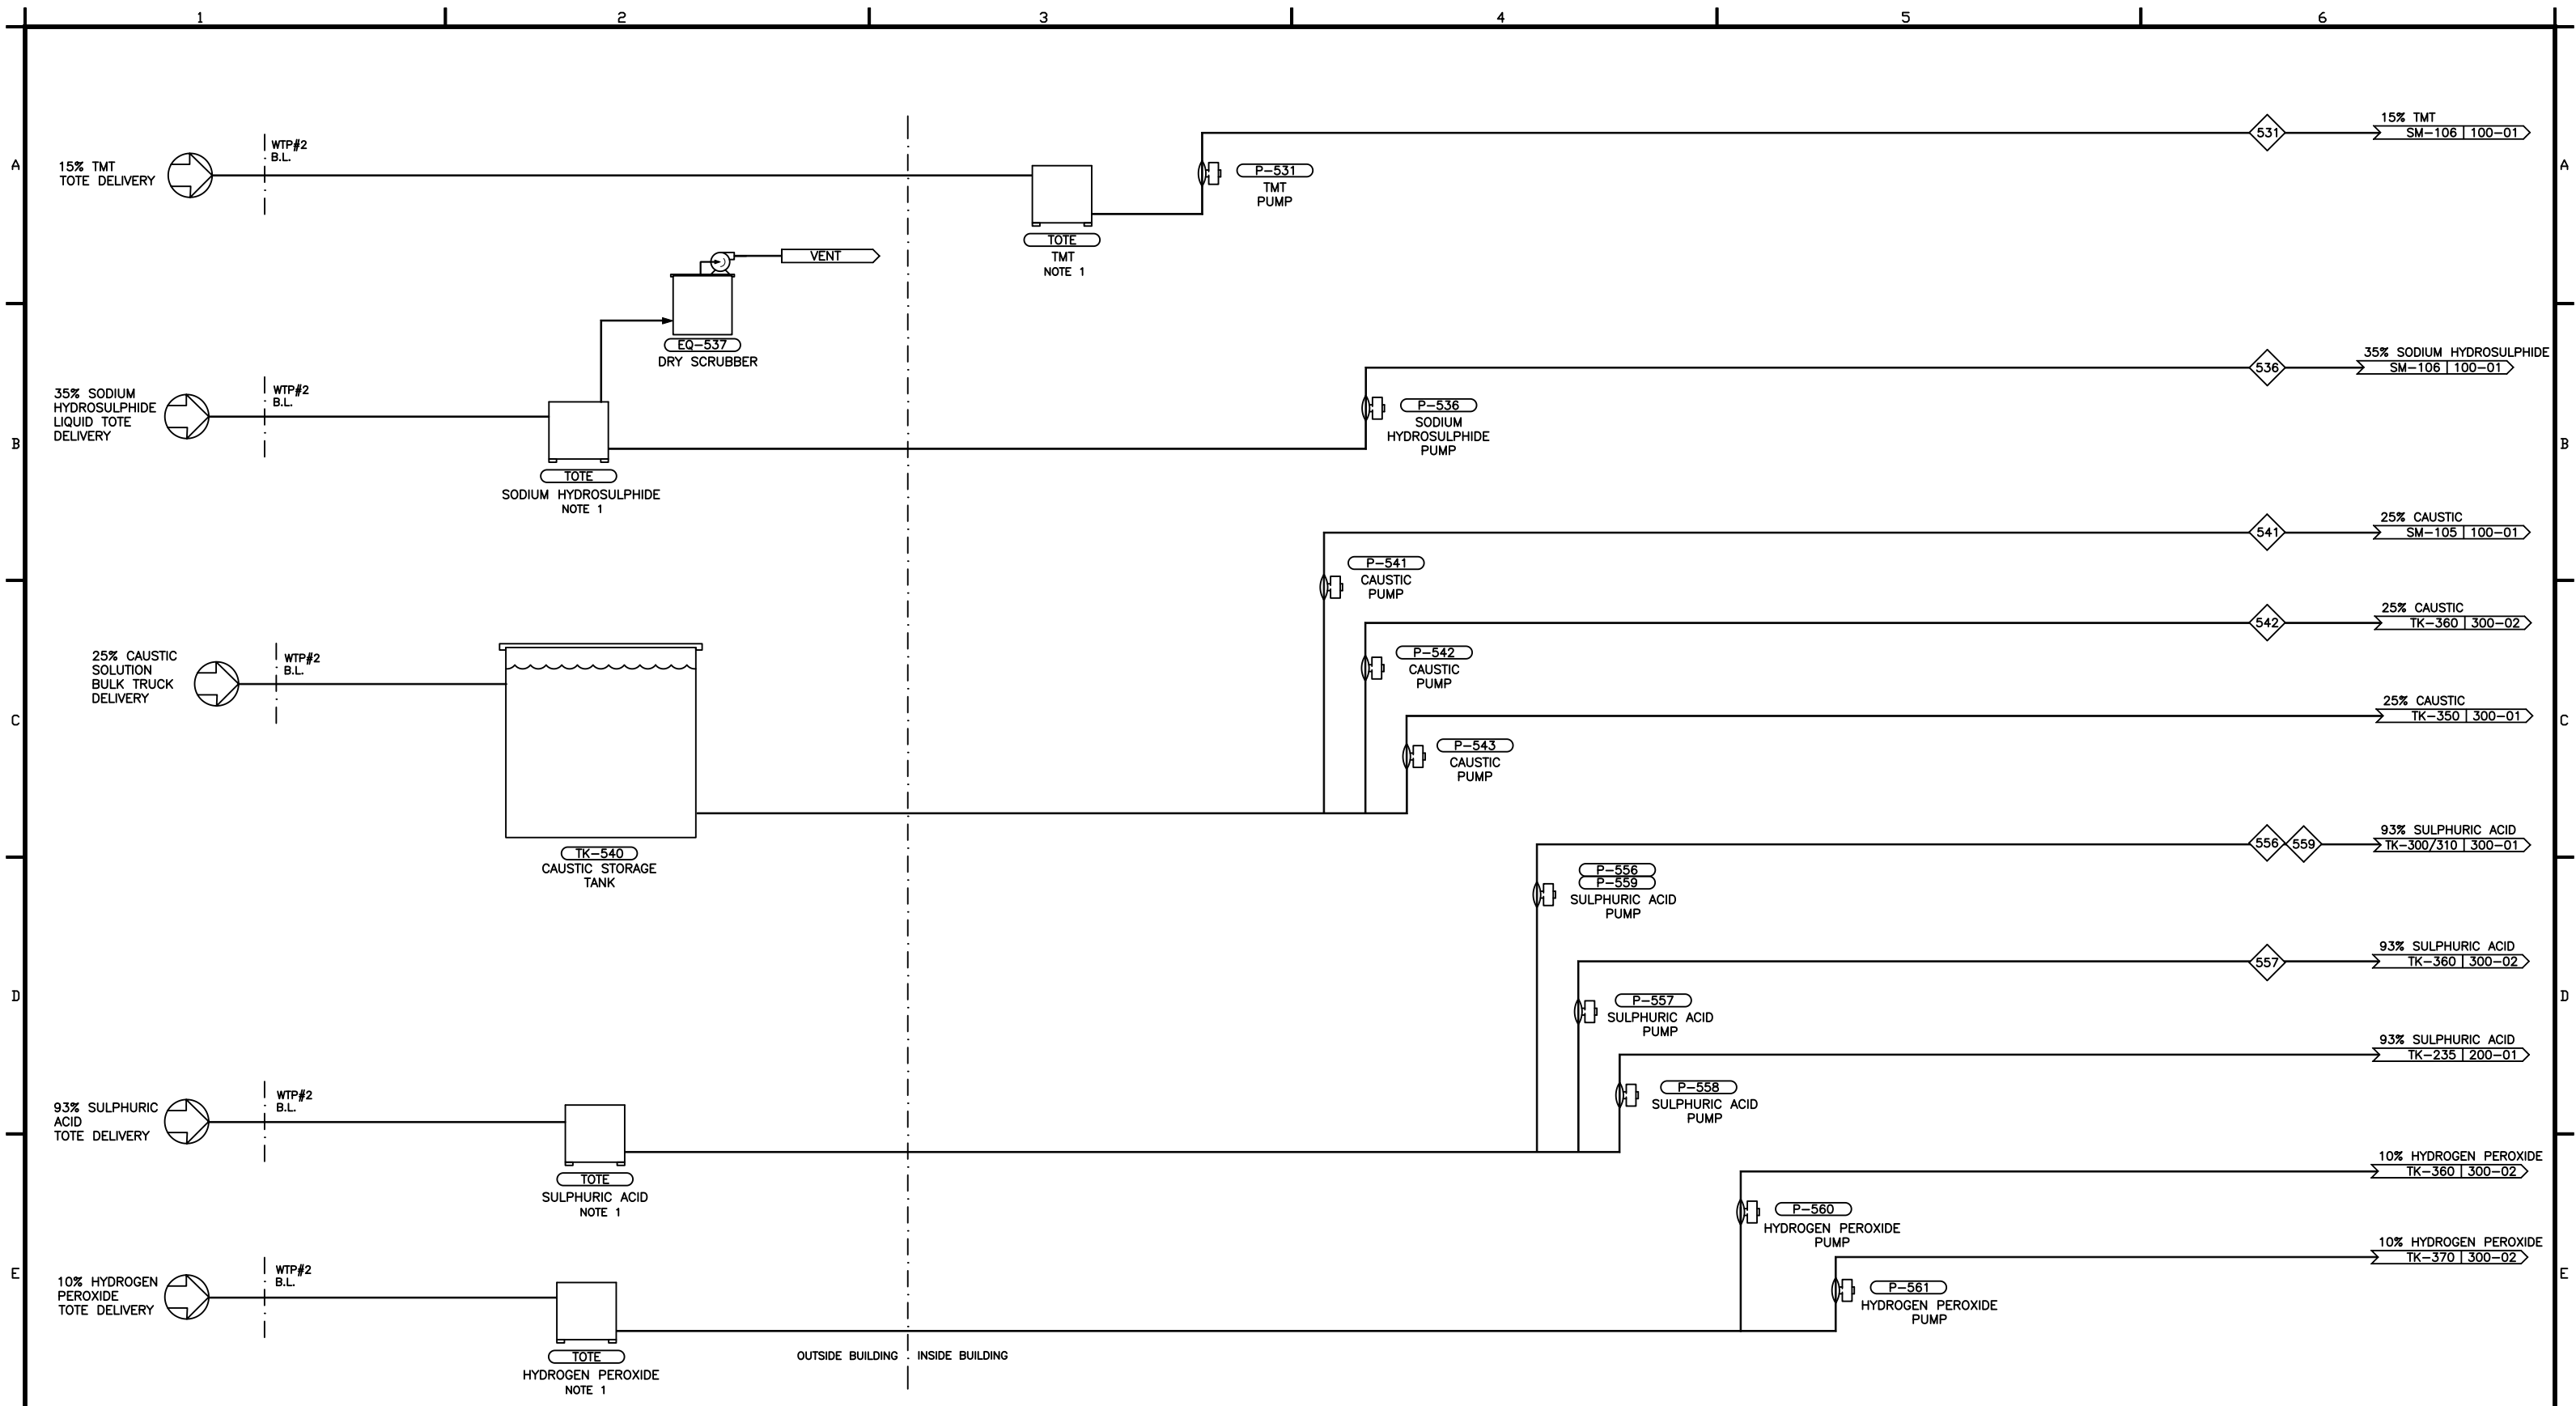 1
2
3
4
5
6
A
A
15% TMT
TOTE DELIVERY
WTP#2
B.L.
TOTE
TMT
NOTE 1
P-531
TMT
PUMP
531
15% TMT
SM-106 | 100-01
VENT
EQ-537
DRY SCRUBBER
B
B
35% SODIUM
HYDROSULPHIDE
LIQUID TOTE
DELIVERY
WTP#2
B.L.
TOTE
SODIUM HYDROSULPHIDE
NOTE 1
P-536
SODIUM
HYDROSULPHIDE
PUMP
536
35% SODIUM HYDROSULPHIDE
SM-106 | 100-01
P-541
CAUSTIC
PUMP
541
25% CAUSTIC
SM-105 | 100-01
C
C
25% CAUSTIC
SOLUTION
BULK TRUCK
DELIVERY
WTP#2
B.L.
TK-540
CAUSTIC STORAGE
TANK
P-542
CAUSTIC
PUMP
542
25% CAUSTIC
TK-360 | 300-02
P-543
CAUSTIC
PUMP
25% CAUSTIC
TK-350 | 300-01
P-556
P-559
SULPHURIC ACID
PUMP
556
559
93% SULPHURIC ACID
TK-300/310 | 300-01
D
D
P-557
SULPHURIC ACID
PUMP
557
93% SULPHURIC ACID
TK-360 | 300-02
P-558
SULPHURIC ACID
PUMP
93% SULPHURIC ACID
TK-235 | 200-01
93% SULPHURIC
ACID
TOTE DELIVERY
WTP#2
B.L.
TOTE
SULPHURIC ACID
NOTE 1
P-560
HYDROGEN PEROXIDE
PUMP
10% HYDROGEN PEROXIDE
TK-360 | 300-02
E
E
10% HYDROGEN
PEROXIDE
TOTE DELIVERY
WTP#2
B.L.
TOTE
HYDROGEN PEROXIDE
NOTE 1
P-561
HYDROGEN PEROXIDE
PUMP
10% HYDROGEN PEROXIDE
TK-370 | 300-02
OUTSIDE BUILDING
INSIDE BUILDING